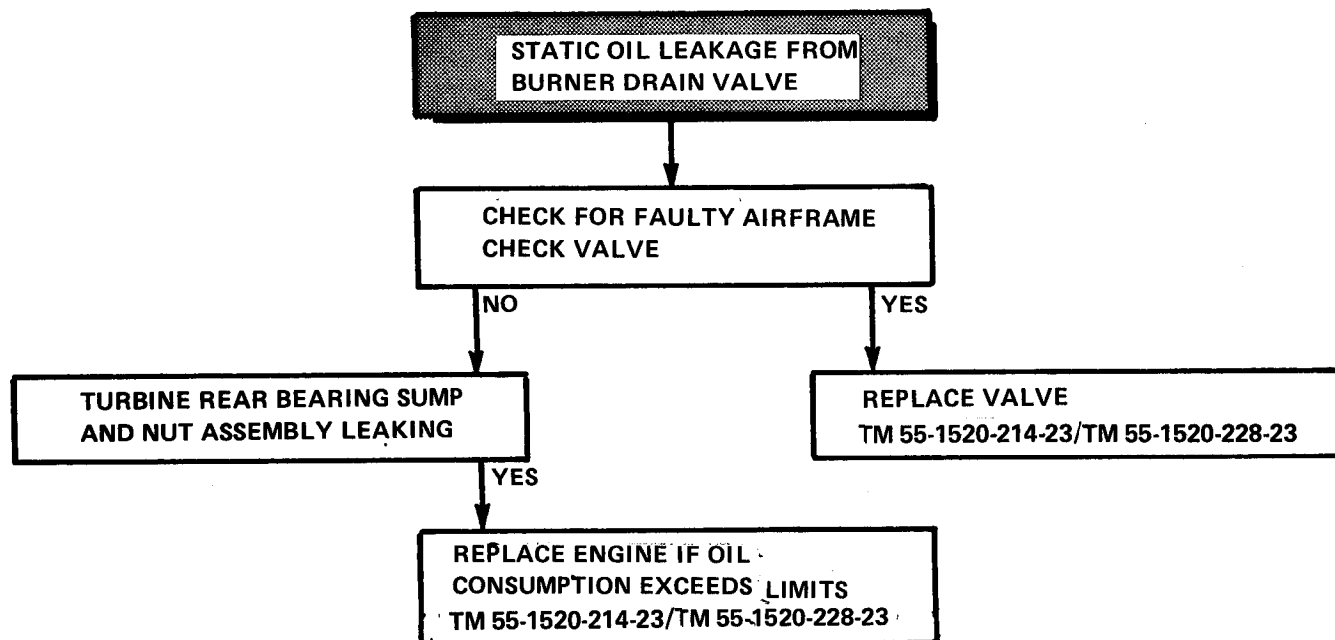 STATIC OIL LEAKAGE FROM
BURNER DRAIN VALVE
CHECK FOR FAULTY AIRFRAME
CHECK VALVE
NO
YES
TURBINE REAR BEARING SUMP
AND NUT ASSEMBLY LEAKING
REPLACE VALVE
TM 55-1520-214-23/TM 55-1520-228-23
YES
REPLACE ENGINE IF OIL
CONSUMPTION EXCEEDS LIMITS
TM 55-1520-214-23/TM 55-1520-228-23